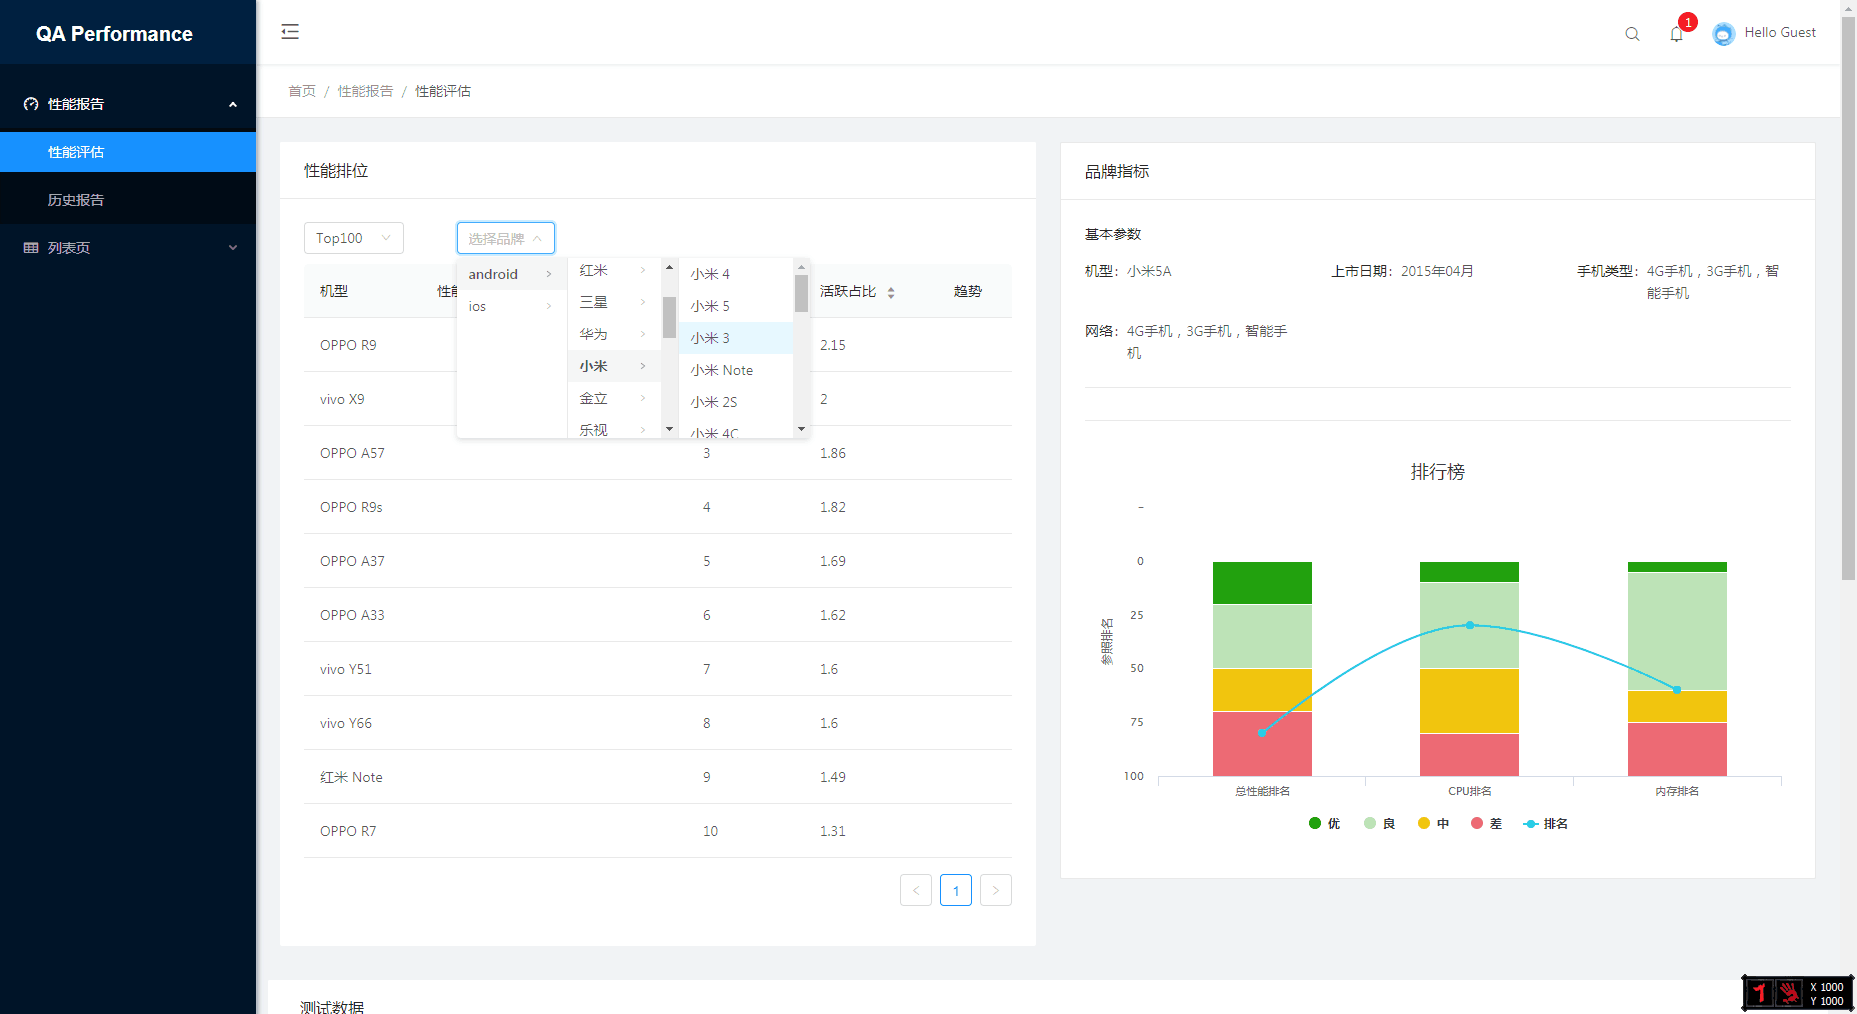 QA Performance
性能报告
性能评估
历史报告
列表页
1
Hello Guest
首页 / 性能报告 / 性能评估
性能排位
Top100
选择品牌
机型
活跃占比
趋势
android
ios
红米
三星
华为
小米
金立
乐视
小米 4
小米 5
小米 3
小米 Note
小米 2S
小米 4C
OPPO R9 2.15
vivo X9 2
OPPO A57 3 1.86
OPPO R9s 4 1.82
OPPO A37 5 1.69
OPPO A33 6 1.62
vivo Y51 7 1.6
vivo Y66 8 1.6
红米 Note 9 1.49
OPPO R7 10 1.31
< 1 >
品牌指标
基本参数
机型：小米5A
上市日期：2015年04月
手机类型：4G手机，3G手机，智
能手机
网络：4G手机，3G手机，智能手
机
排行榜
–
0
25
50
75
100
参照排名
总性能排名
CPU排名
内存排名
优 良 中 差 排名
测试数据
X 1000
Y 1000